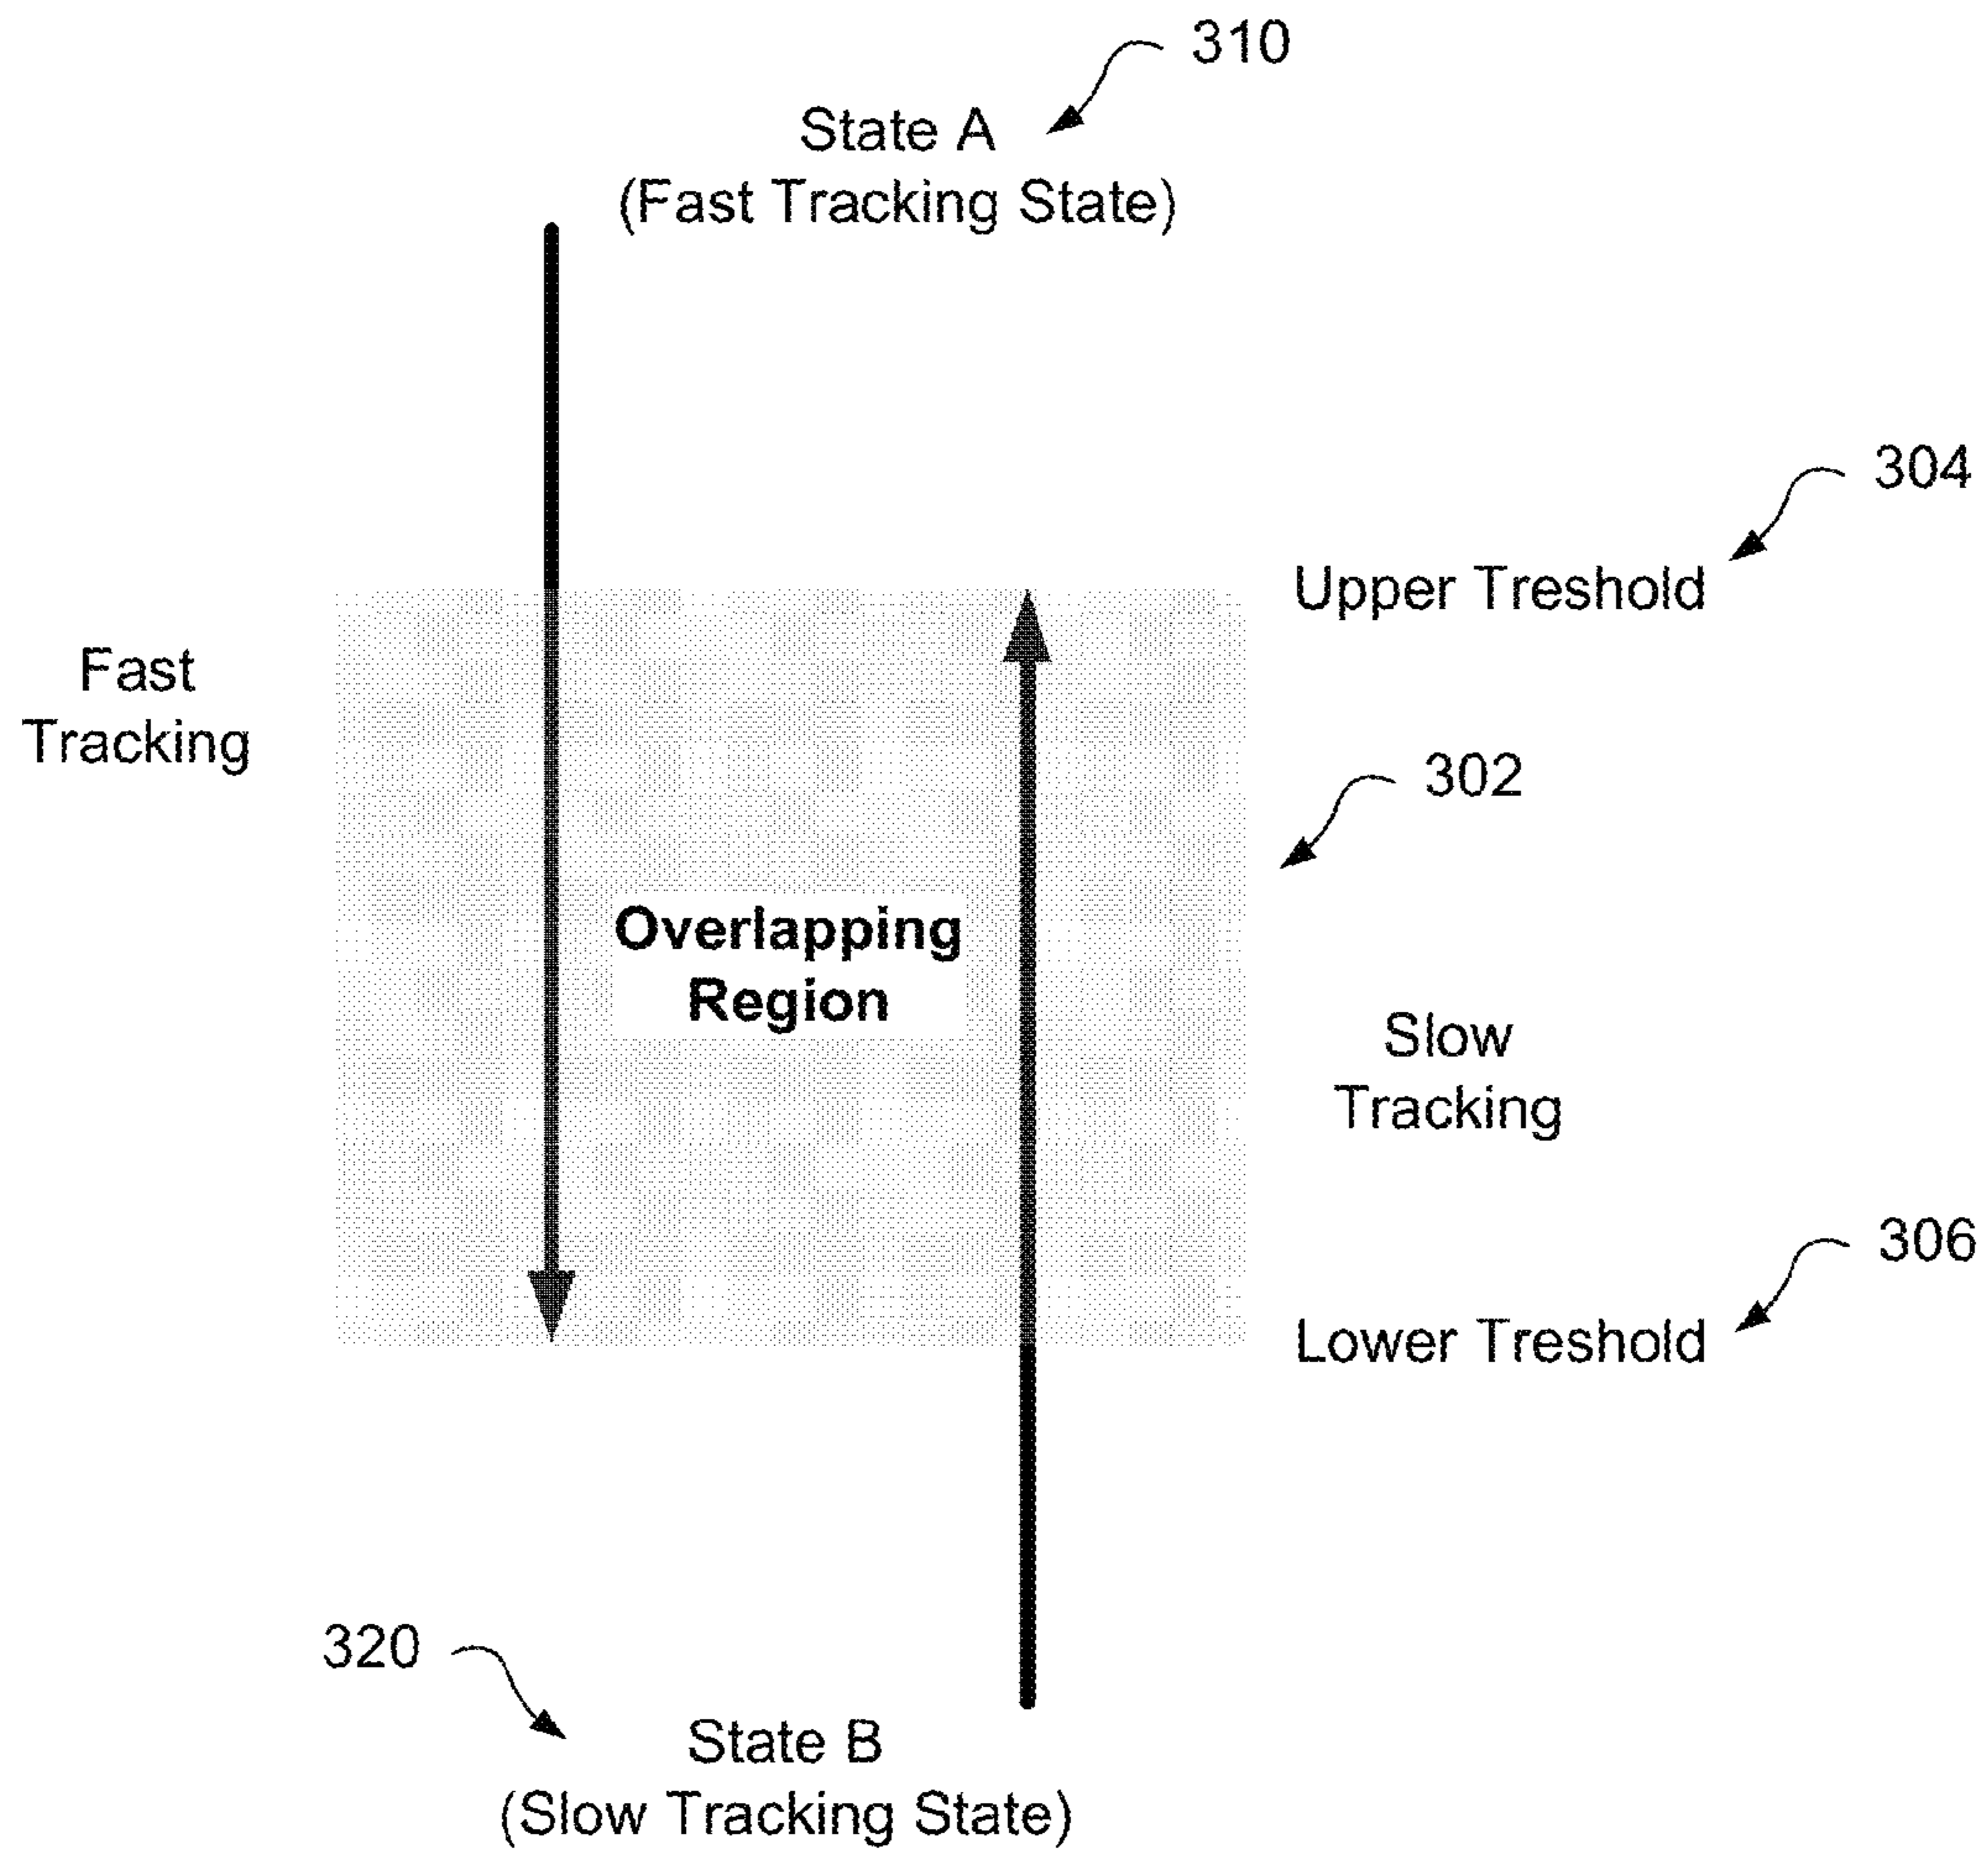 310
State A
(Fast Tracking State)
304
Upper Treshold
Fast
Tracking
302
Overlapping
Region
Slow
Tracking
306
Lower Treshold
320
State B
(Slow Tracking State)